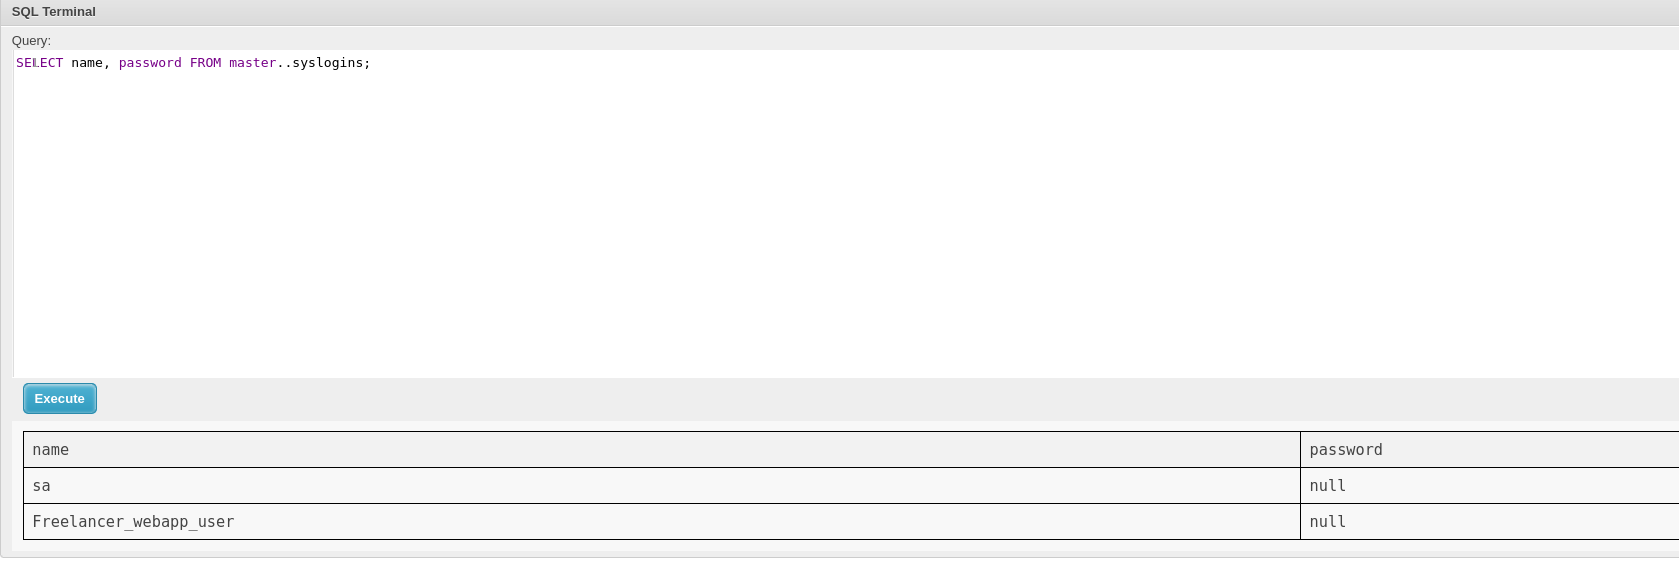 SQL Terminal
Query:
SELECT name, password FROM master..syslogins;
Execute
name password
sa null
Freelancer_webapp_user null